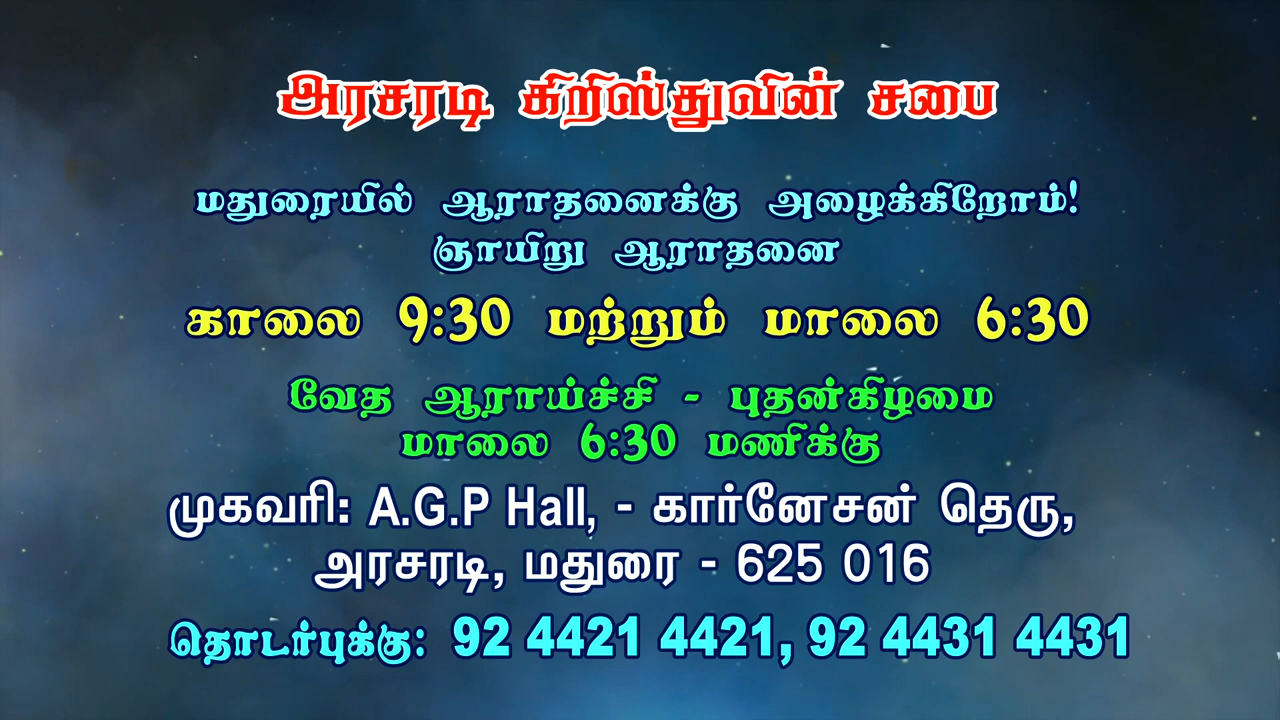 அரசரடி கிறிஸ்துவின் சபை
மதுரையில் ஆராதனைக்கு அழைக்கிறோம்!
ஞாயிறு ஆராதனை
காலை 9:30 மற்றும் மாலை 6:30
வேத ஆராய்ச்சி - புதன்கிழமை
மாலை 6:30 மணிக்கு
முகவரி: A.G.P Hall, - கார்னேசன் தெரு,
அரசரடி, மதுரை - 625 016
தொடர்புக்கு: 92 4421 4421, 92 4431 4431